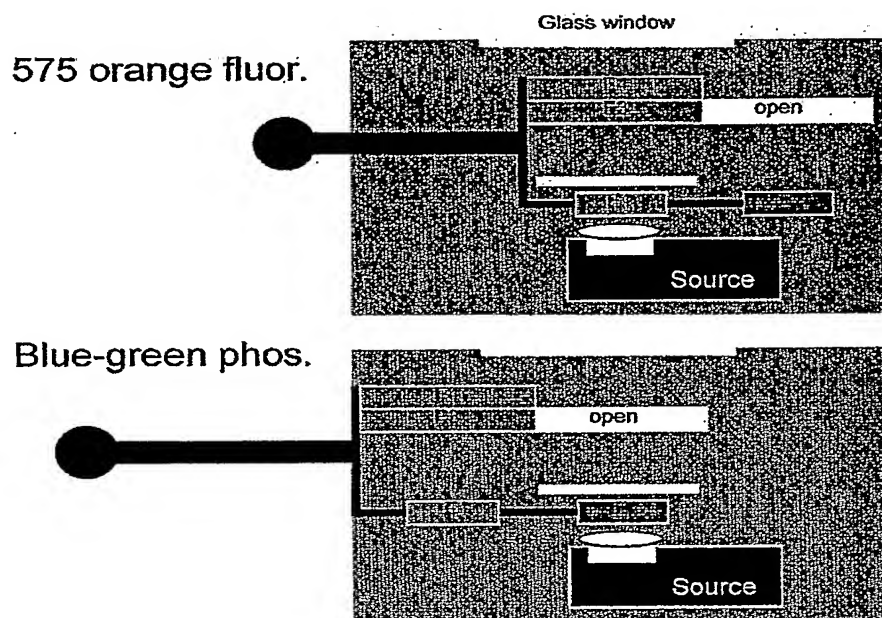 Glass window
575 orange fluor.
open
Source
Blue-green phos.
open
Source